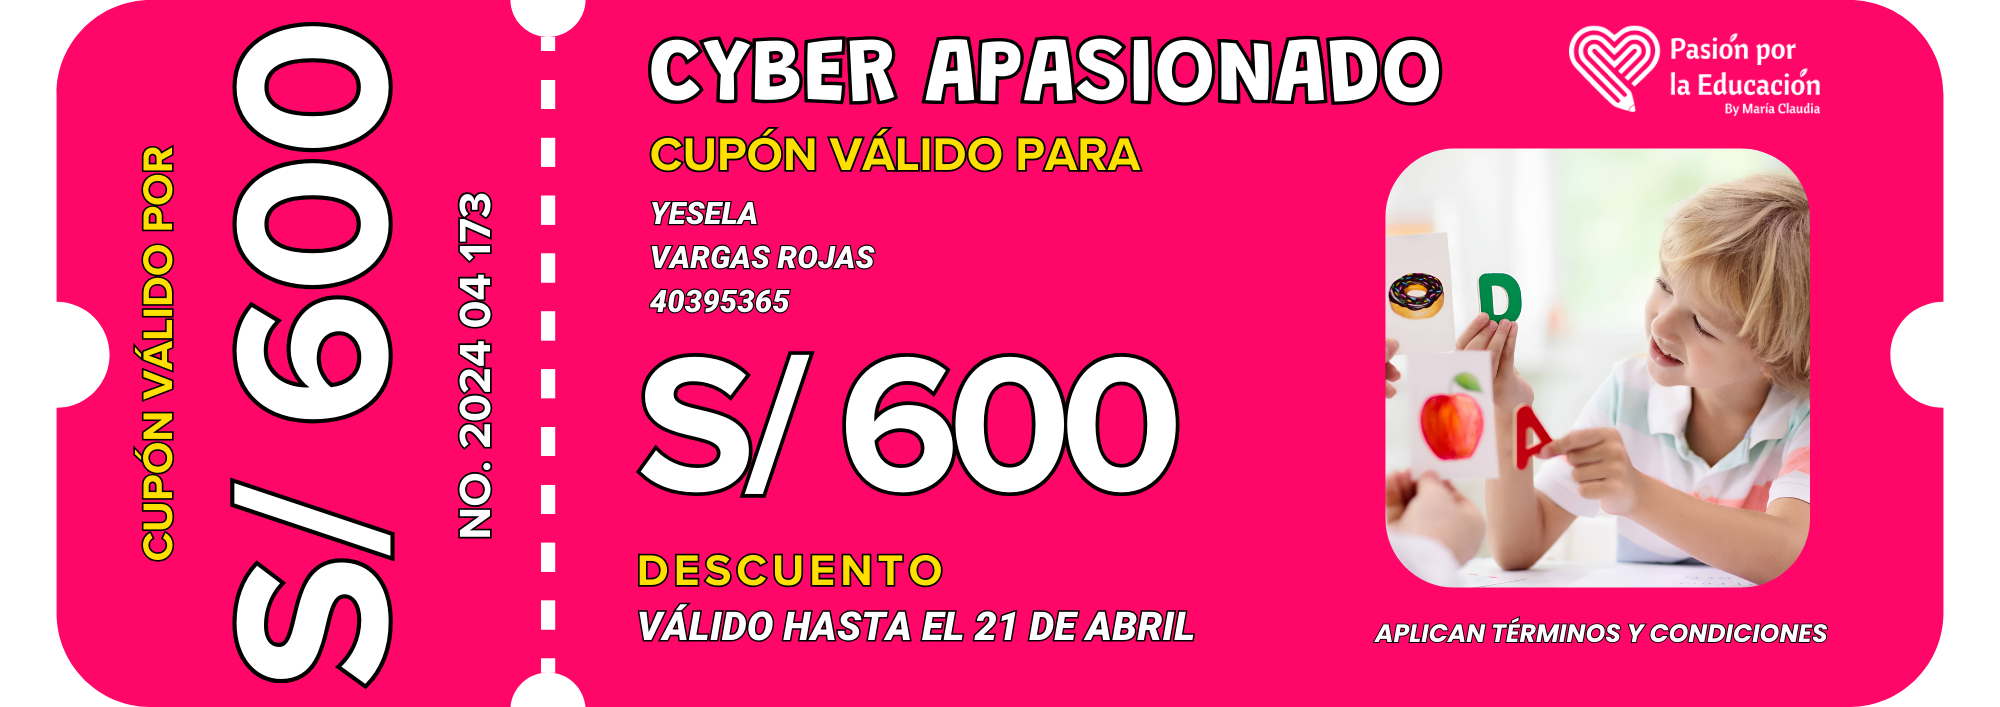 CUPÓN VÁLIDO POR
S/ 600
NO. 2024 04 173
CYBER APASIONADO
CUPÓN VÁLIDO PARA
YESELA
VARGAS ROJAS
40395365
S/ 600
DESCUENTO
VÁLIDO HASTA EL 21 DE ABRIL
Pasión por
la Educación
By María Claudia
D
A
APLICAN TÉRMINOS Y CONDICIONES